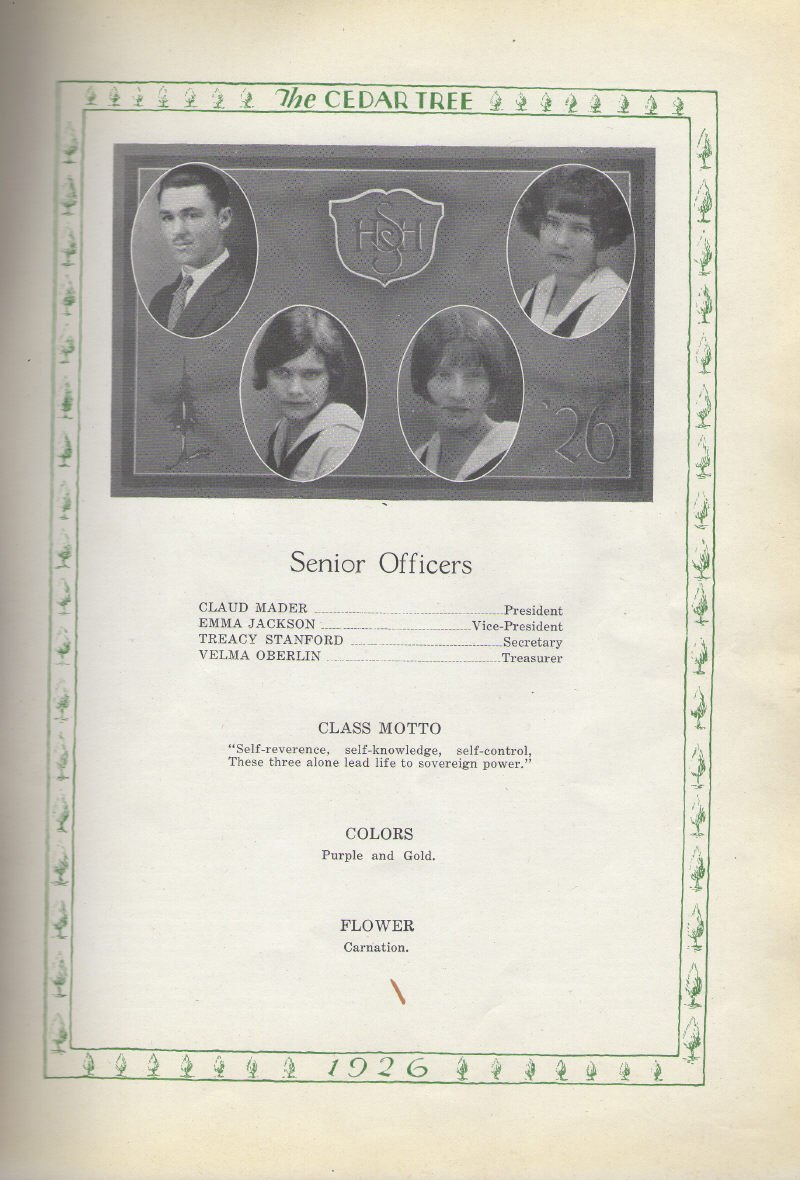 The CEDAR TREE
HSHS
'26
Senior Officers
CLAUD MADER President
EMMA JACKSON Vice-President
TREACY STANFORD Secretary
VELMA OBERLIN Treasurer
CLASS MOTTO
"Self-reverence, self-knowledge, self-control,
These three alone lead life to sovereign power."
COLORS
Purple and Gold.
FLOWER
Carnation.
1926